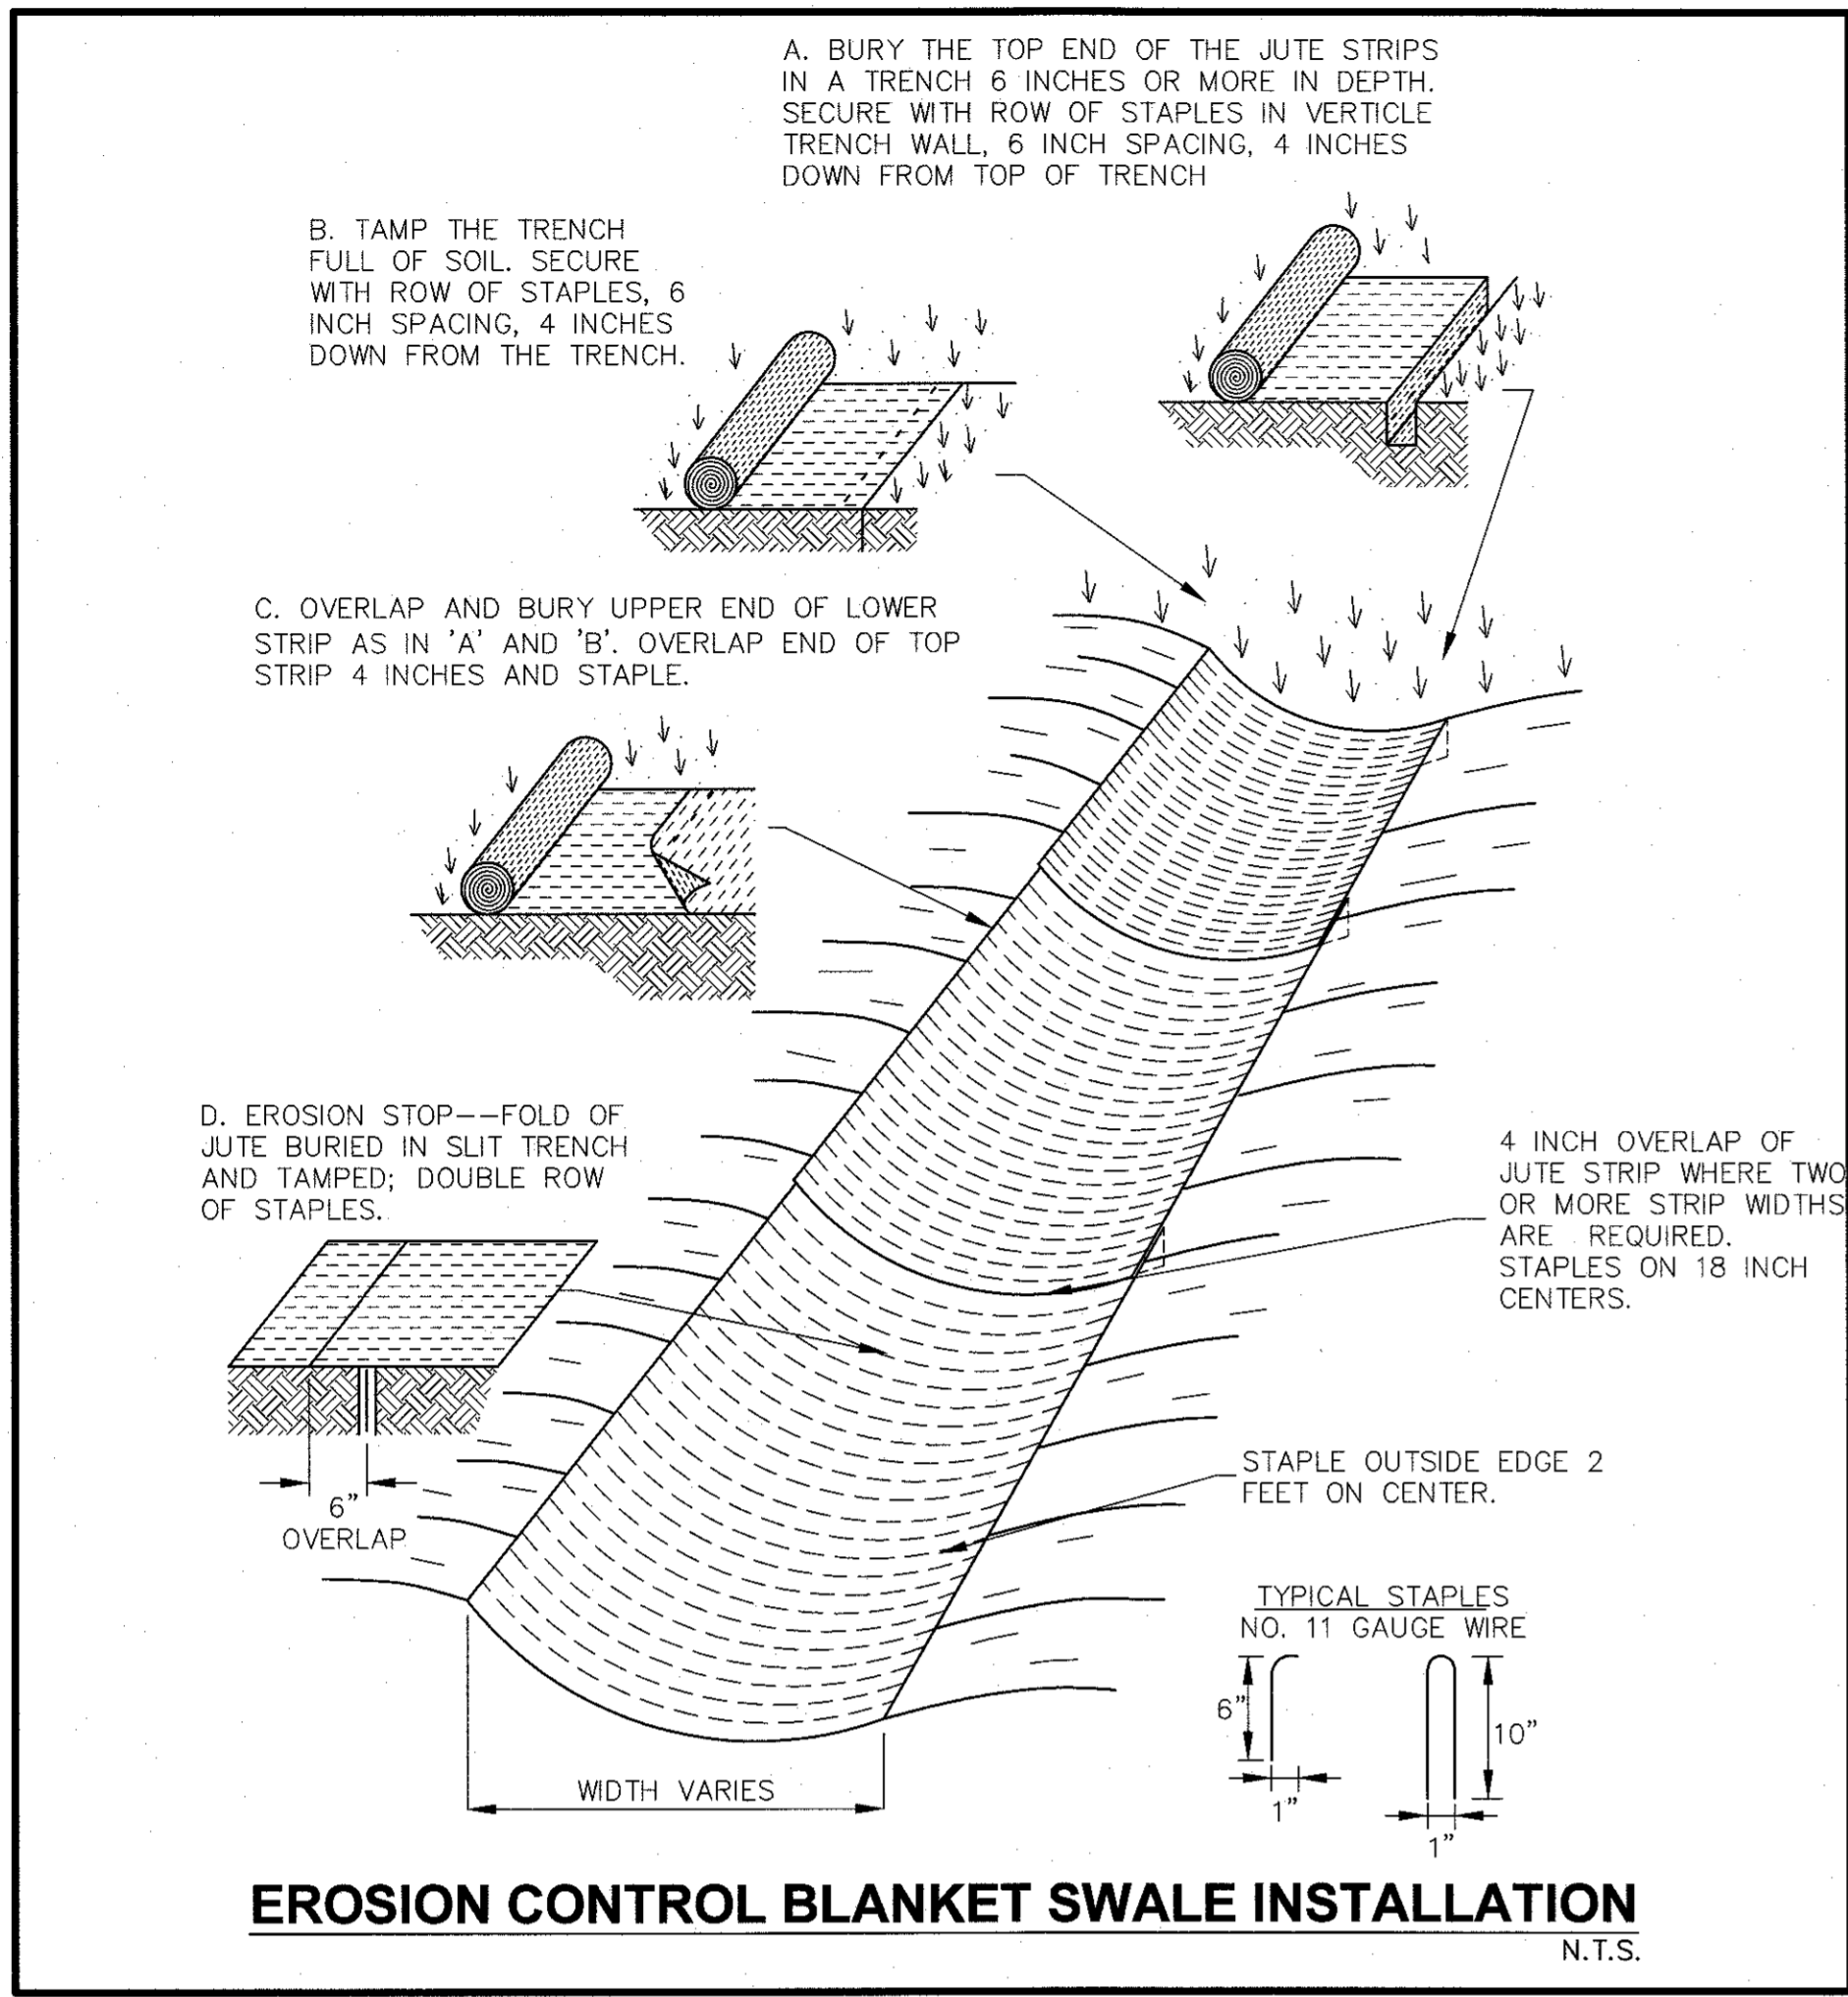 A. BURY THE TOP END OF THE JUTE STRIPS
IN A TRENCH 6 INCHES OR MORE IN DEPTH.
SECURE WITH ROW OF STAPLES IN VERTICLE
TRENCH WALL, 6 INCH SPACING, 4 INCHES
DOWN FROM TOP OF TRENCH
B. TAMP THE TRENCH
FULL OF SOIL. SECURE
WITH ROW OF STAPLES, 6
INCH SPACING, 4 INCHES
DOWN FROM THE TRENCH.
C. OVERLAP AND BURY UPPER END OF LOWER
STRIP AS IN 'A' AND 'B'. OVERLAP END OF TOP
STRIP 4 INCHES AND STAPLE.
D. EROSION STOP--FOLD OF
JUTE BURIED IN SLIT TRENCH
AND TAMPED; DOUBLE ROW
OF STAPLES.
6"
OVERLAP
4 INCH OVERLAP OF
JUTE STRIP WHERE TWO
OR MORE STRIP WIDTHS
ARE REQUIRED.
STAPLES ON 18 INCH
CENTERS.
STAPLE OUTSIDE EDGE 2
FEET ON CENTER.
TYPICAL STAPLES
NO. 11 GAUGE WIRE
6"
1"
10"
1"
WIDTH VARIES
EROSION CONTROL BLANKET SWALE INSTALLATION
N.T.S.